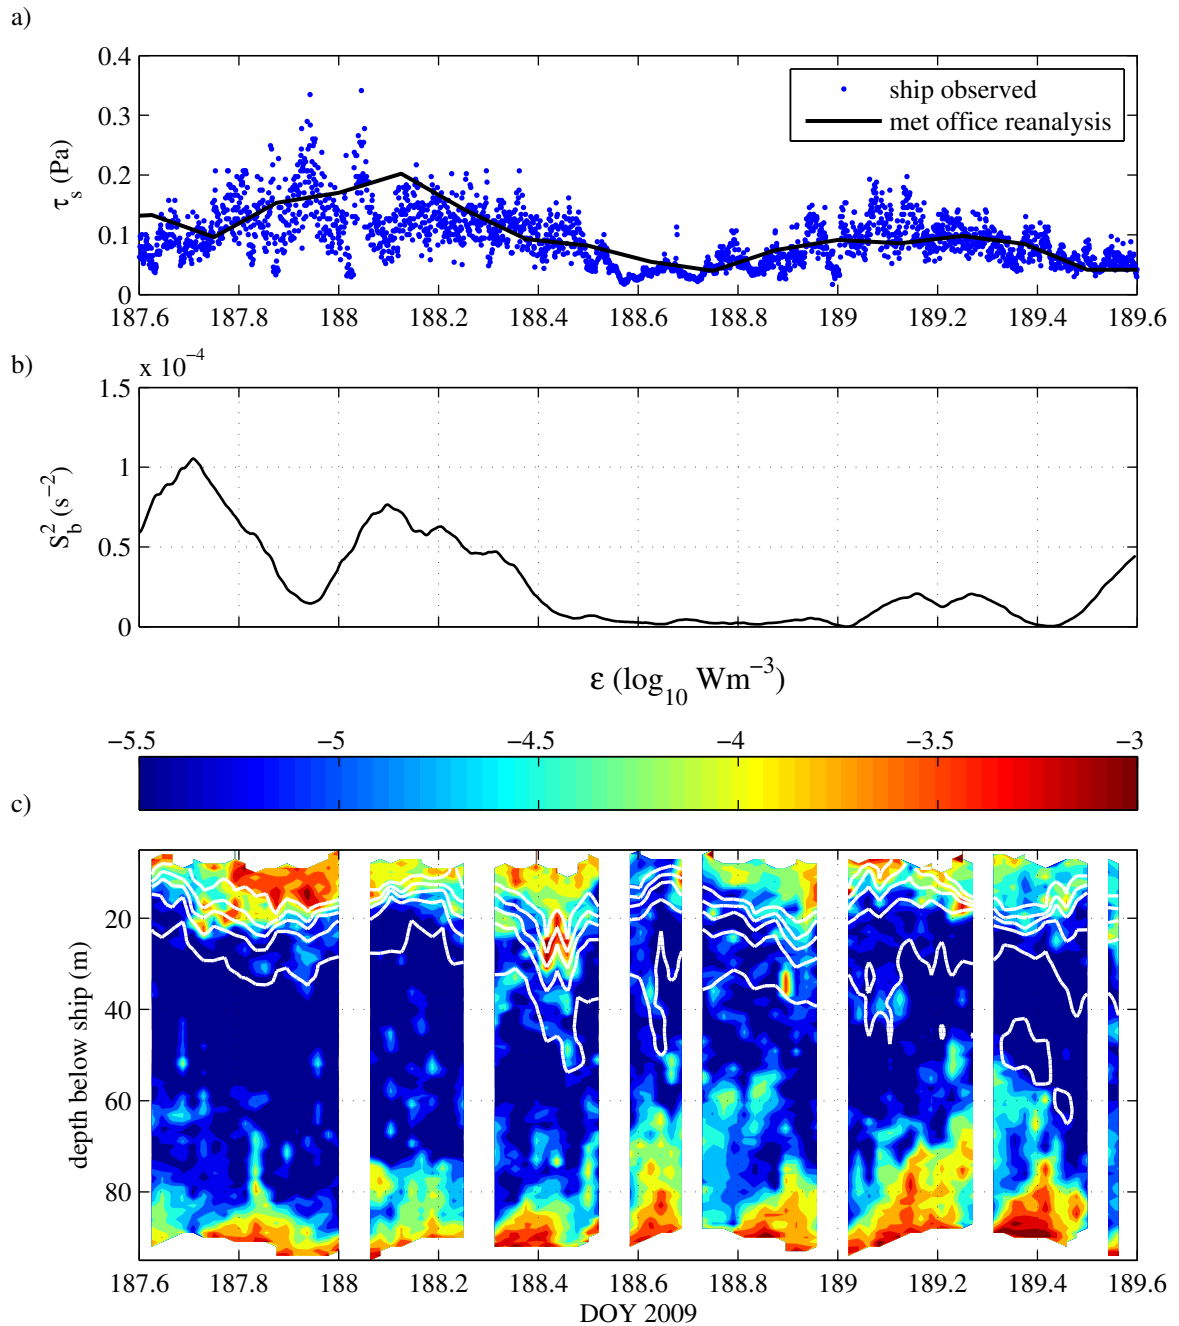 a)
0.4
0.3
0.2
0.1
0
τs (Pa)
ship observed
met office reanalysis
187.6 187.8 188 188.2 188.4 188.6 188.8 189 189.2 189.4 189.6
b)
x 10−4
1.5
1
0.5
0
S2b (s−2)
ε (log10 Wm−3)
−5.5 −5 −4.5 −4 −3.5 −3
c)
20
40
60
80
depth below ship (m)
187.6 187.8 188 188.2 188.4 188.6 188.8 189 189.2 189.4 189.6
DOY 2009